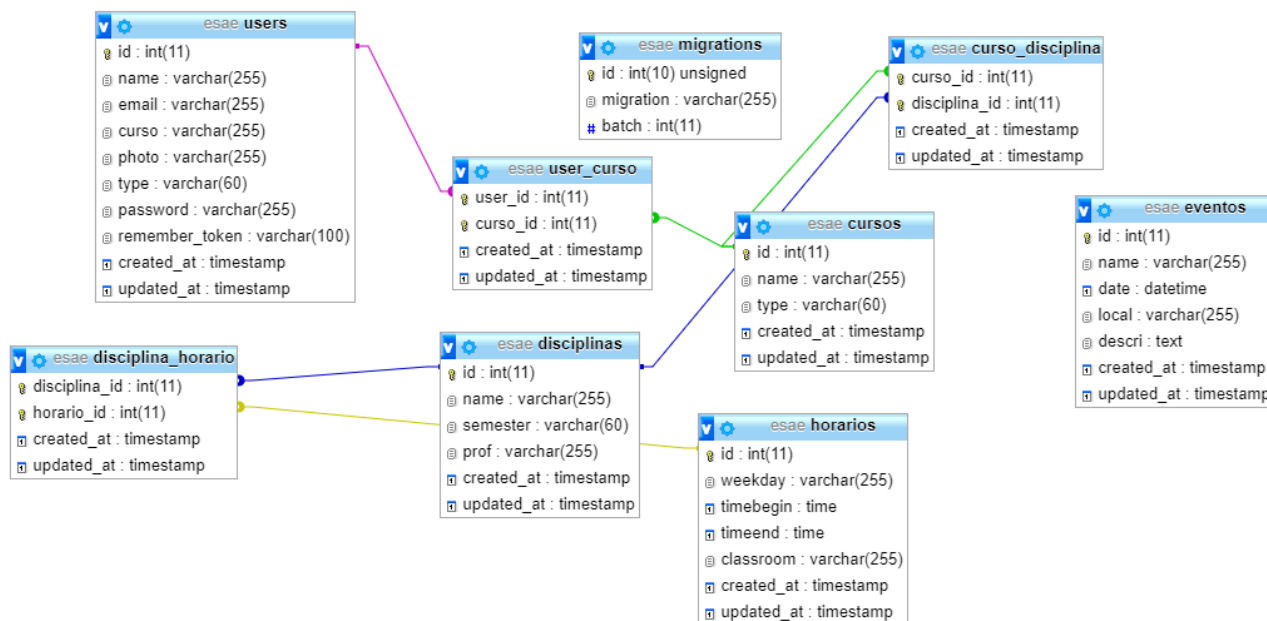 esae users
id : int(11)
name : varchar(255)
email : varchar(255)
curso : varchar(255)
photo : varchar(255)
type : varchar(60)
password : varchar(255)
remember_token : varchar(100)
created_at : timestamp
updated_at : timestamp
esae migrations
id : int(10) unsigned
migration : varchar(255)
# batch : int(11)
esae curso_disciplina
curso_id : int(11)
disciplina_id : int(11)
created_at : timestamp
updated_at : timestamp
esae user_curso
user_id : int(11)
curso_id : int(11)
created_at : timestamp
updated_at : timestamp
esae cursos
id : int(11)
name : varchar(255)
type : varchar(60)
created_at : timestamp
updated_at : timestamp
esae eventos
id : int(11)
name : varchar(255)
date : datetime
local : varchar(255)
descri : text
created_at : timestamp
updated_at : timestamp
esae disciplina_horario
disciplina_id : int(11)
horario_id : int(11)
created_at : timestamp
updated_at : timestamp
esae disciplinas
id : int(11)
name : varchar(255)
semester : varchar(60)
prof : varchar(255)
created_at : timestamp
updated_at : timestamp
esae horarios
id : int(11)
weekday : varchar(255)
timebegin : time
timeend : time
classroom : varchar(255)
created_at : timestamp
updated_at : timestamp